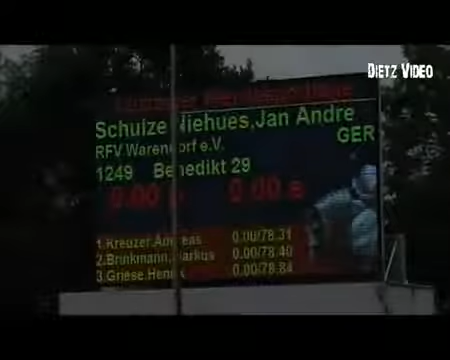 DIETZ VIDEO
Schulze Niehues,Jan Andre
GER
RFV Warendorf e.V.
1249 Benedikt 29
0.00 0.00 s
1.Kreuzer,Andreas 0.00/78.31
2.Brinkmann,Markus 0.00/78.40
3.Griese,Henrik 0.00/78.84